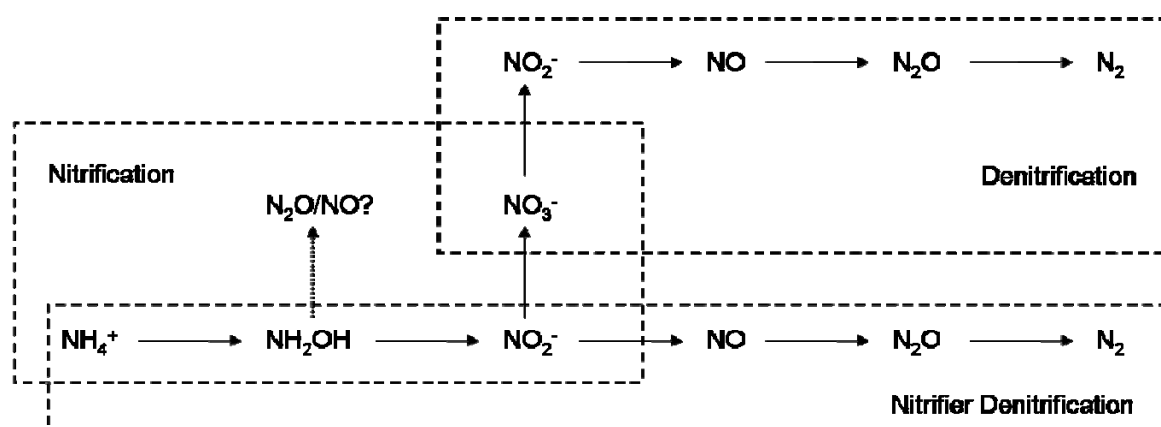 NO₂⁻ NO N₂O N₂
Nitrification Denitrification
N₂O/NO? NO₃⁻
NH₄⁺ NH₂OH NO₂⁻ NO N₂O N₂
Nitrifier Denitrification